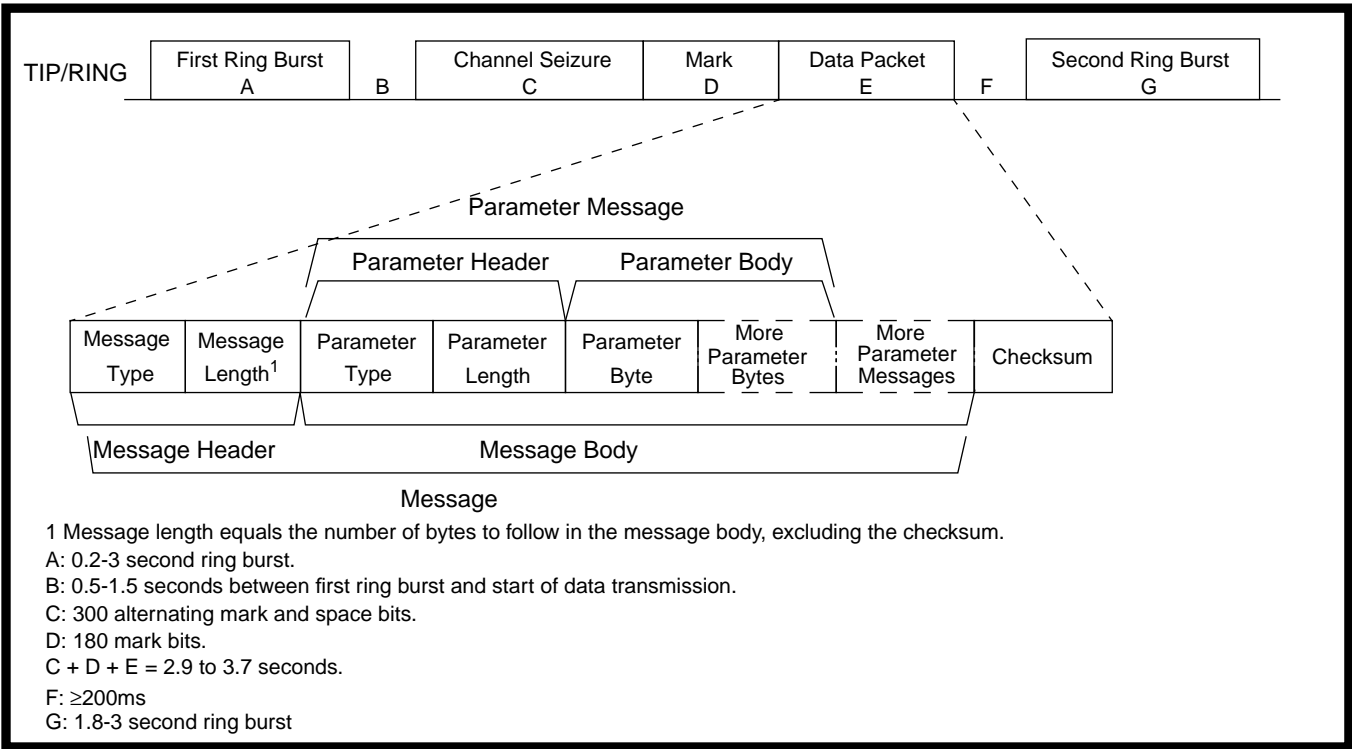 TIP/RING
First Ring Burst
A
B
Channel Seizure
C
Mark
D
Data Packet
E
F
Second Ring Burst
G
Parameter Message
Parameter Header
Parameter Body
Message
Type
Message
Length1
Parameter
Type
Parameter
Length
Parameter
Byte
More
Parameter
Bytes
More
Parameter
Messages
Checksum
Message Header
Message Body
Message
1 Message length equals the number of bytes to follow in the message body, excluding the checksum.
A: 0.2-3 second ring burst.
B: 0.5-1.5 seconds between first ring burst and start of data transmission.
C: 300 alternating mark and space bits.
D: 180 mark bits.
C + D + E = 2.9 to 3.7 seconds.
F: ≥200ms
G: 1.8-3 second ring burst